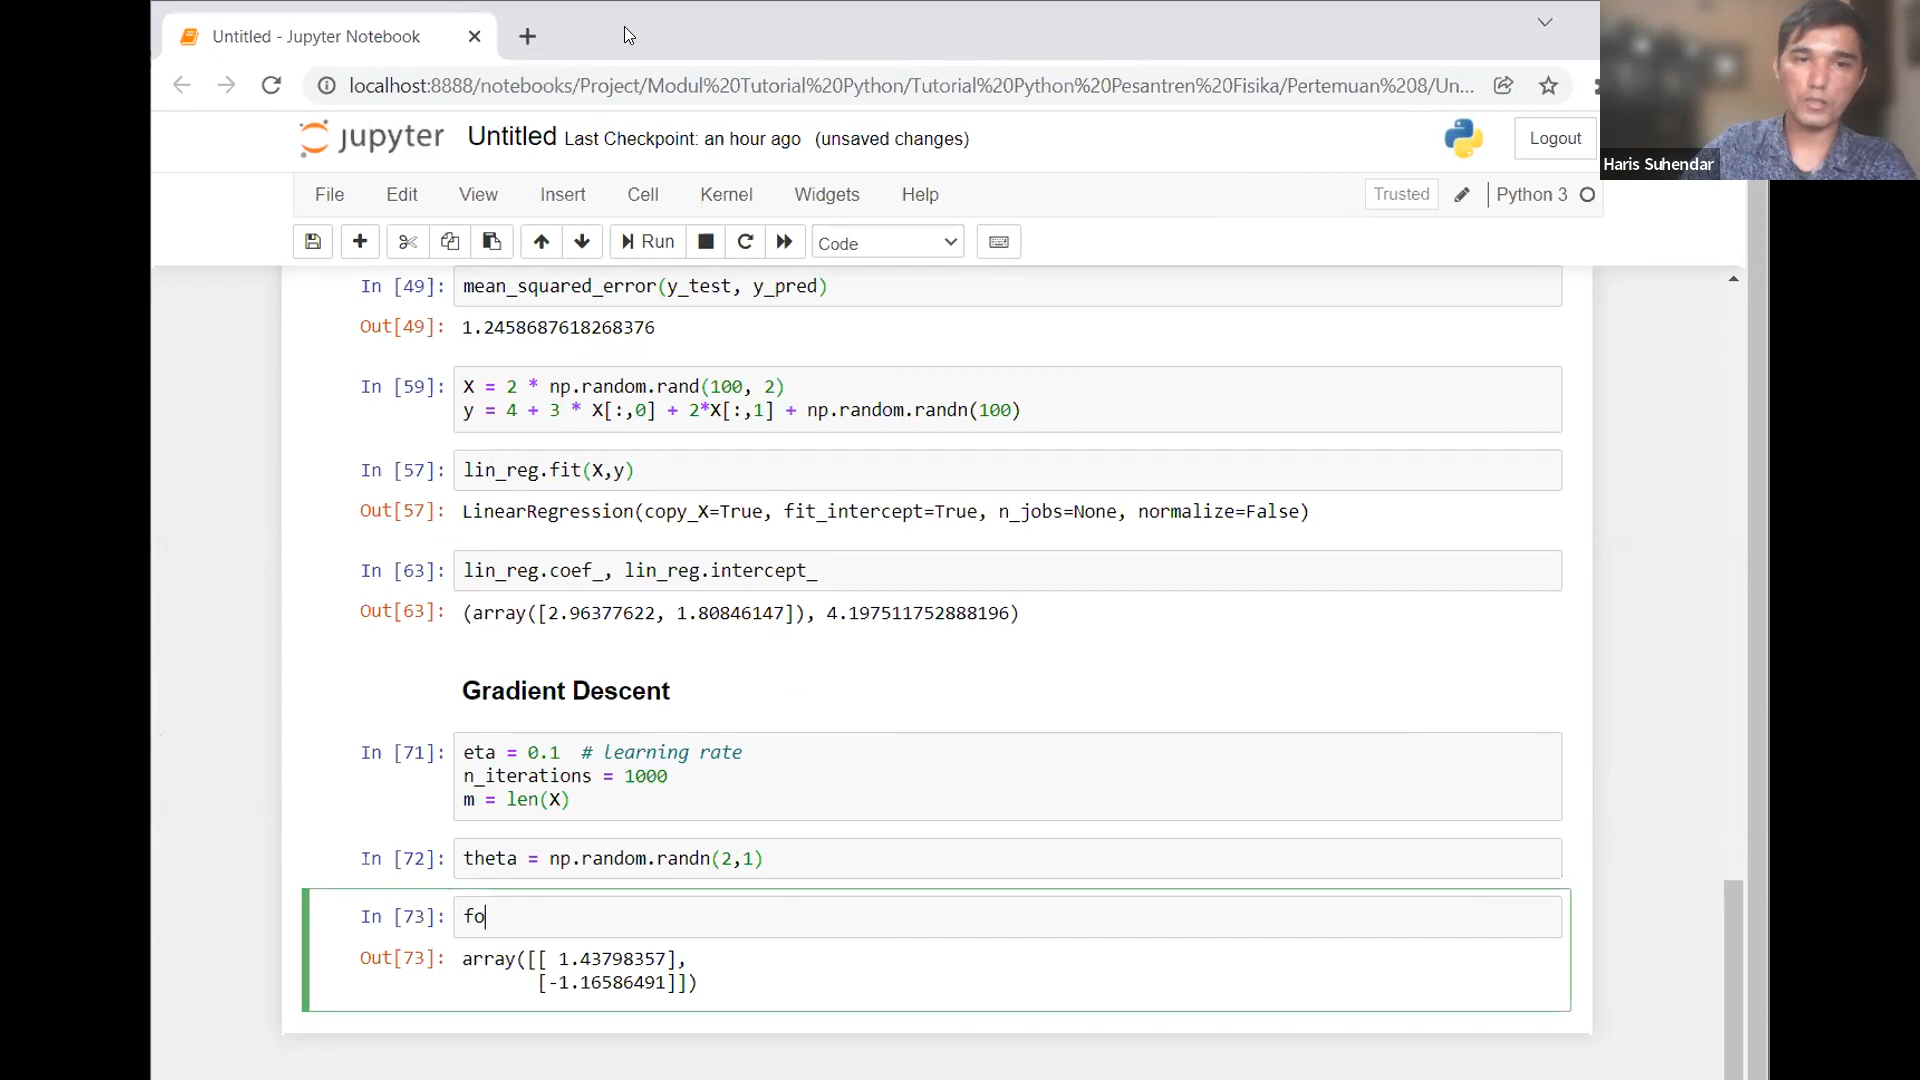 Untitled - Jupyter Notebook
localhost:8888/notebooks/Project/Modul%20Tutorial%20Python/Tutorial%20Python%20Pesantren%20Fisika/Pertemuan%208/Un...
Haris Suhendar
jupyter Untitled Last Checkpoint: an hour ago (unsaved changes)
Logout
File Edit View Insert Cell Kernel Widgets Help
Trusted Python 3
Run Code
In [49]: mean_squared_error(y_test, y_pred)
Out[49]: 1.2458687618268376
In [59]: X = 2 * np.random.rand(100, 2)
y = 4 + 3 * X[:,0] + 2*X[:,1] + np.random.randn(100)
In [57]: lin_reg.fit(X,y)
Out[57]: LinearRegression(copy_X=True, fit_intercept=True, n_jobs=None, normalize=False)
In [63]: lin_reg.coef_, lin_reg.intercept_
Out[63]: (array([2.96377622, 1.80846147]), 4.197511752888196)
Gradient Descent
In [71]: eta = 0.1 # learning rate
n_iterations = 1000
m = len(X)
In [72]: theta = np.random.randn(2,1)
In [73]: fo
Out[73]: array([[ 1.43798357],
[-1.16586491]])